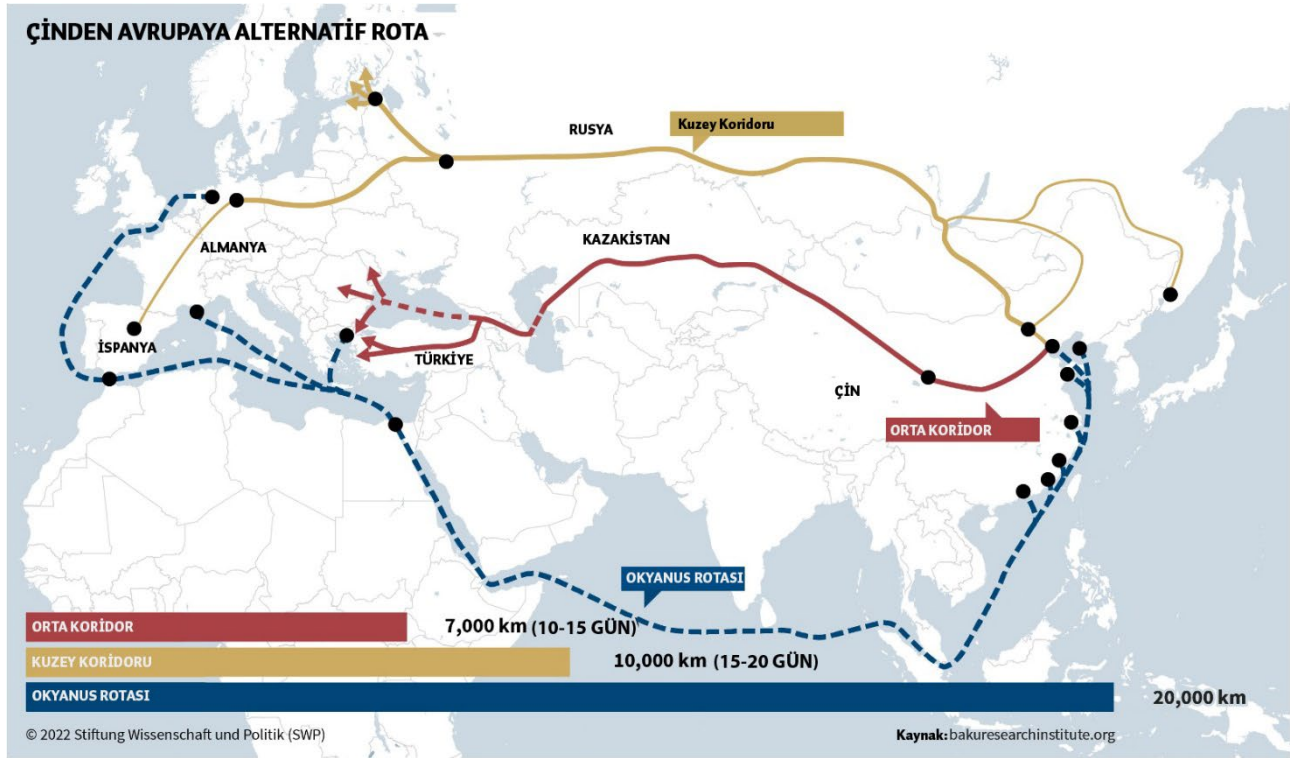 ÇİNDEN AVRUPAYA ALTERNATİF ROTA
RUSYA
Kuzey Koridoru
ALMANYA
KAZAKİSTAN
İSPANYA
TÜRKİYE
ÇİN
ORTA KORİDOR
OKYANUS ROTASI
ORTA KORİDOR
7,000 km (10-15 GÜN)
KUZEY KORİDORU
10,000 km (15-20 GÜN)
OKYANUS ROTASI
20,000 km
© 2022 Stiftung Wissenschaft und Politik (SWP)
Kaynak: bakuresearchinstitute.org